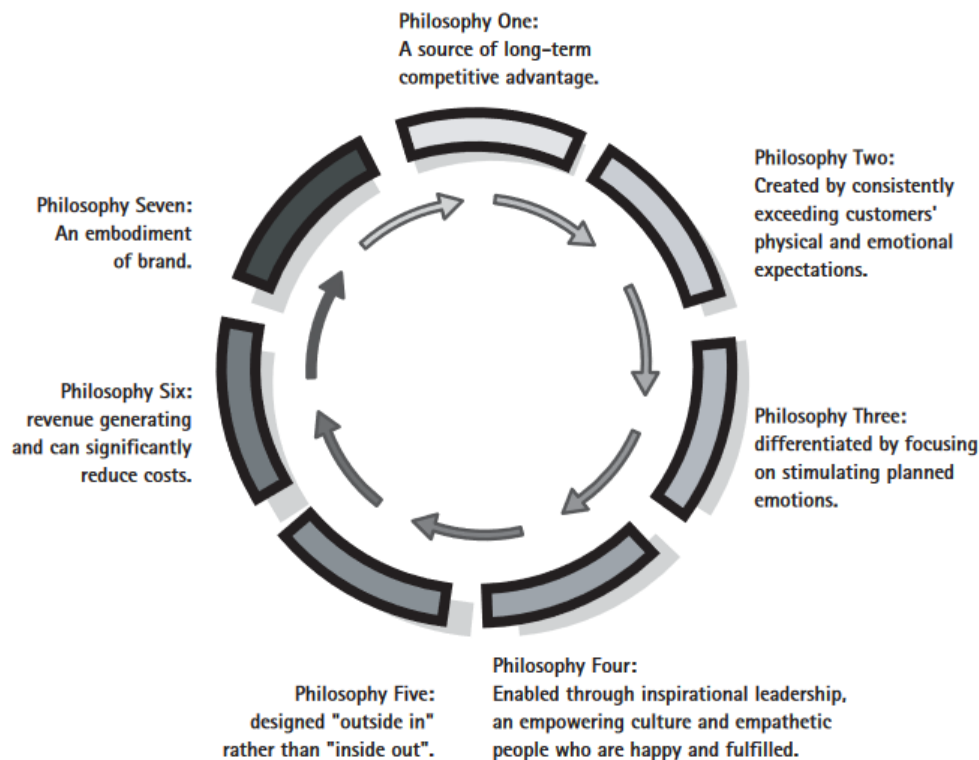 Philosophy One:
A source of long-term
competitive advantage.
Philosophy Two:
Created by consistently
exceeding customers'
physical and emotional
expectations.
Philosophy Three:
differentiated by focusing
on stimulating planned
emotions.
Philosophy Four:
Enabled through inspirational leadership,
an empowering culture and empathetic
people who are happy and fulfilled.
Philosophy Five:
designed "outside in"
rather than "inside out".
Philosophy Six:
revenue generating
and can significantly
reduce costs.
Philosophy Seven:
An embodiment
of brand.